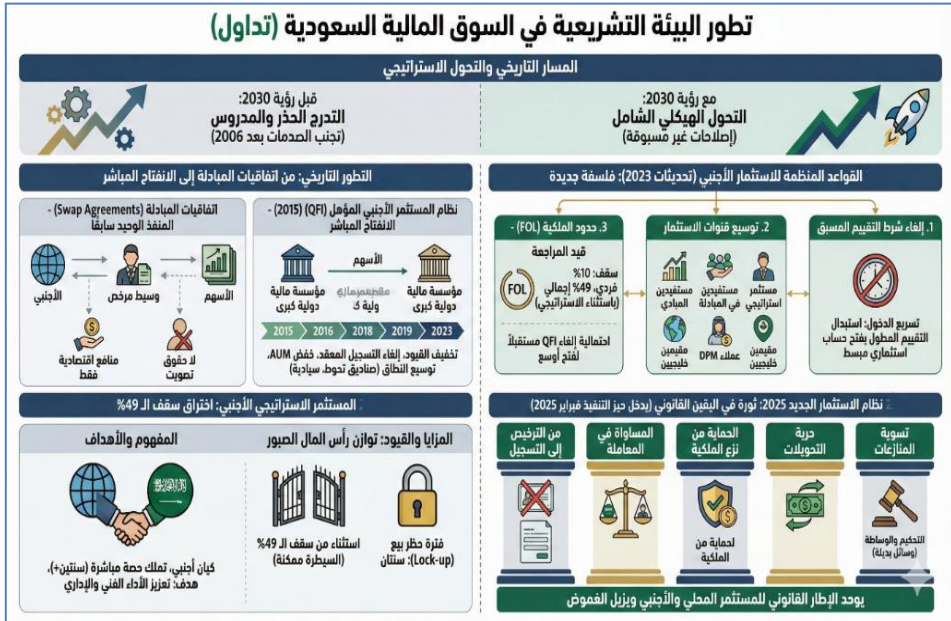 تطور البيئة التشريعية في السوق المالية السعودية (تداول)
المسار التاريخي والتحول الاستراتيجي
مع رؤية 2030:
التحول الهيكلي الشامل
(إصلاحات غير مسبوقة)
قبل رؤية 2030:
التدرج الحذر والمدروس
(تجنب الصدمات بعد 2006)
القواعد المنظمة للاستثمار الأجنبي (تحديثات 2023): فلسفة جديدة
1. إلغاء شرط التقييم المسبق
تسريع الدخول: استبدال
التقييم المطول بفتح حساب
استثماري مبسط
2. توسيع قنوات الاستثمار
مستثمر
استراتيجي
مستفيدين
في المبادلة
مستفيدين
المبادي
مقيمين
خليجيين
عملاء DPM
مقيمين
خليجيين
3. حدود الملكية (FOL) -
قيد المراجعة
FOL
سقف: 10%
فردي، 49% إجمالي
(باستثناء الاستراتيجي)
احتمالية إلغاء QFI مستقبلاً
لفتح أوسع
التطور التاريخي: من اتفاقيات المبادلة إلى الانفتاح المباشر
نظام المستثمر الأجنبي المؤهل (QFI) (2015) -
الانفتاح المباشر
الأسهم
مؤسسة مالية
دولية كبرى
مؤسسة مالية
دولية كبرى
2015 2016 2018 2019 2023
تخفيف القيود، إلغاء التسجيل المعقد، خفض AUM،
توسيع النطاق (صناديق تحوط، سيادية)
اتفاقيات المبادلة (Swap Agreements) -
المنفذ الوحيد سابقًا
الأجنبي
وسيط مرخص
الأسهم
منافع اقتصادية
فقط
لا حقوق
تصويت
2. نظام الاستثمار الجديد 2025: ثورة في اليقين القانوني (يدخل حيز التنفيذ فبراير 2025)
تسوية
المنازعات
التحكيم والوساطة
(وسائل بديلة)
حرية
التحويلات
الحماية من
نزع الملكية
لحماية من
الملكية
المساواة في
المعاملة
من الترخيص
إلى التسجيل
يوحد الإطار القانوني للمستثمر المحلي والأجنبي ويزيل الغموض
المستثمر الاستراتيجي الأجنبي: اختراق سقف الـ 49%
المزايا والقيود: توازن رأس المال الصبور
فترة حظر بيع
(Lock-up): سنتان
استثناء من سقف الـ 49%
(السيطرة ممكنة)
المفهوم والأهداف
كيان أجنبي، تملك حصة مباشرة (سنتين+)،
هدف: تعزيز الأداء الفني والإداري